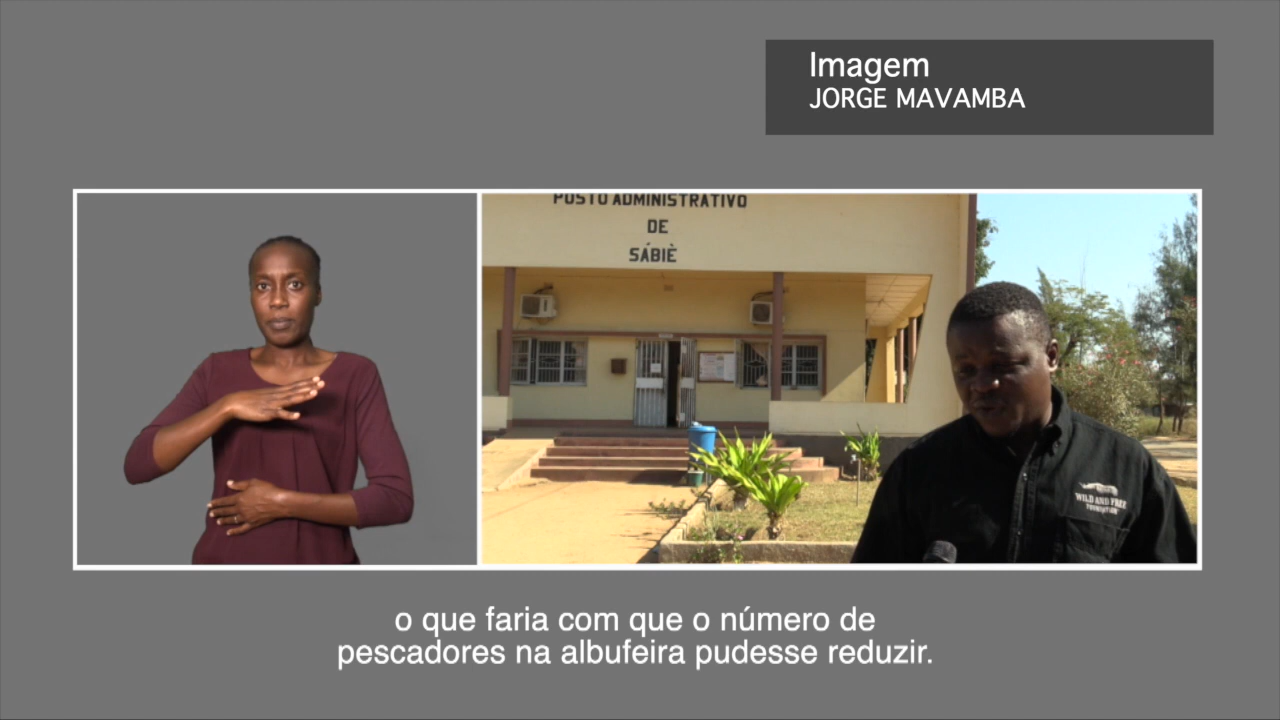 Imagem
JORGE MAVAMBA
POSTO ADMINISTRATIVO
DE
SÁBIÈ
WILD AND FREE
FOUNDATION
o que faria com que o número de
pescadores na albufeira pudesse reduzir.